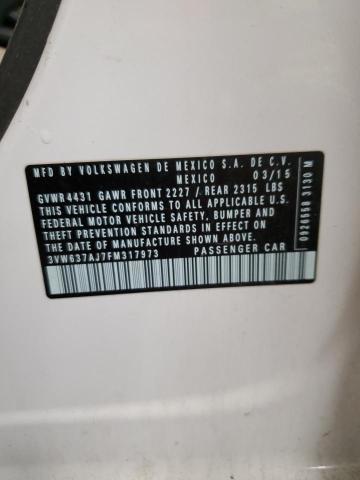 MFD BY VOLKSWAGEN DE MEXICO S.A. DE C.V.
MEXICO 03/15
GVWR 4431 GAWR FRONT 2227 / REAR 2315 LBS
THIS VEHICLE CONFORMS TO ALL APPLICABLE U.S.
FEDERAL MOTOR VEHICLE SAFETY, BUMPER AND
THEFT PREVENTION STANDARDS IN EFFECT ON
THE DATE OF MANUFACTURE SHOWN ABOVE.
3VW637AJ7FM317973 PASSENGER CAR
0926558 3130 M